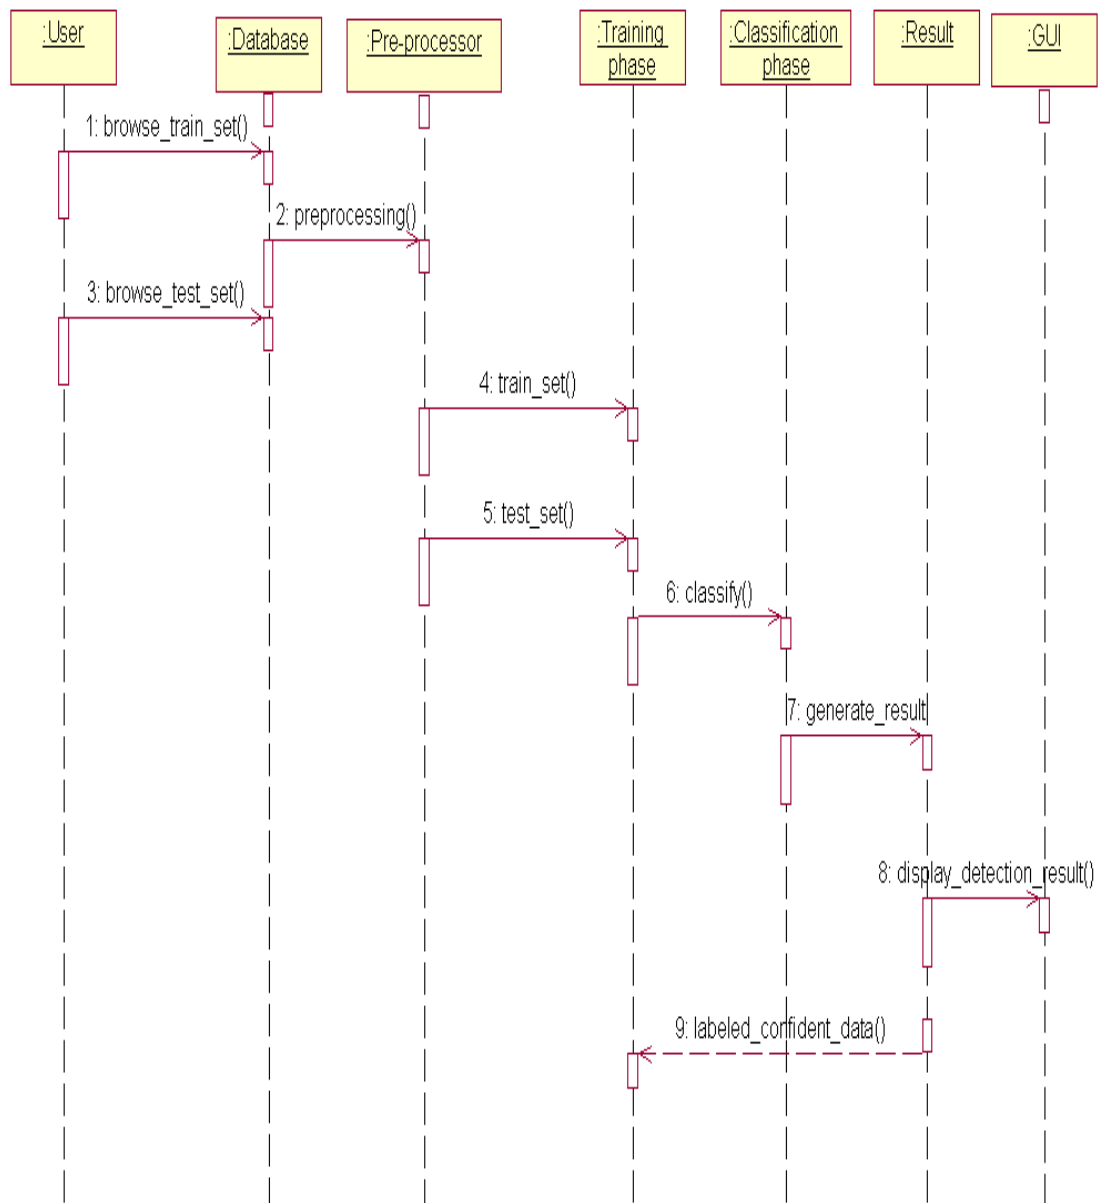 :User
:Database
:Pre-processor
:Training
phase
:Classification
phase
:Result
:GUI
1: browse_train_set()
2: preprocessing()
3: browse_test_set()
4: train_set()
5: test_set()
6: classify()
7: generate_result
8: display_detection_result()
9: labeled_confident_data()